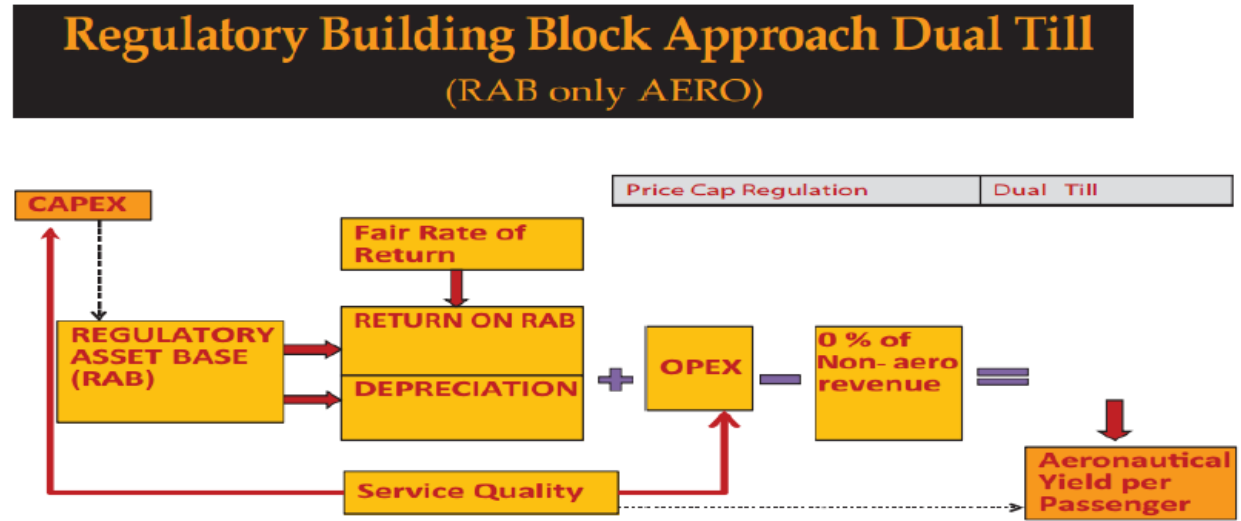 Regulatory Building Block Approach Dual Till
(RAB only AERO)
Price Cap Regulation
Dual Till
CAPEX
Fair Rate of
Return
REGULATORY
ASSET BASE
(RAB)
RETURN ON RAB
DEPRECIATION
OPEX
0 % of
Non- aero
revenue
Service Quality
Aeronautical
Yield per
Passenger